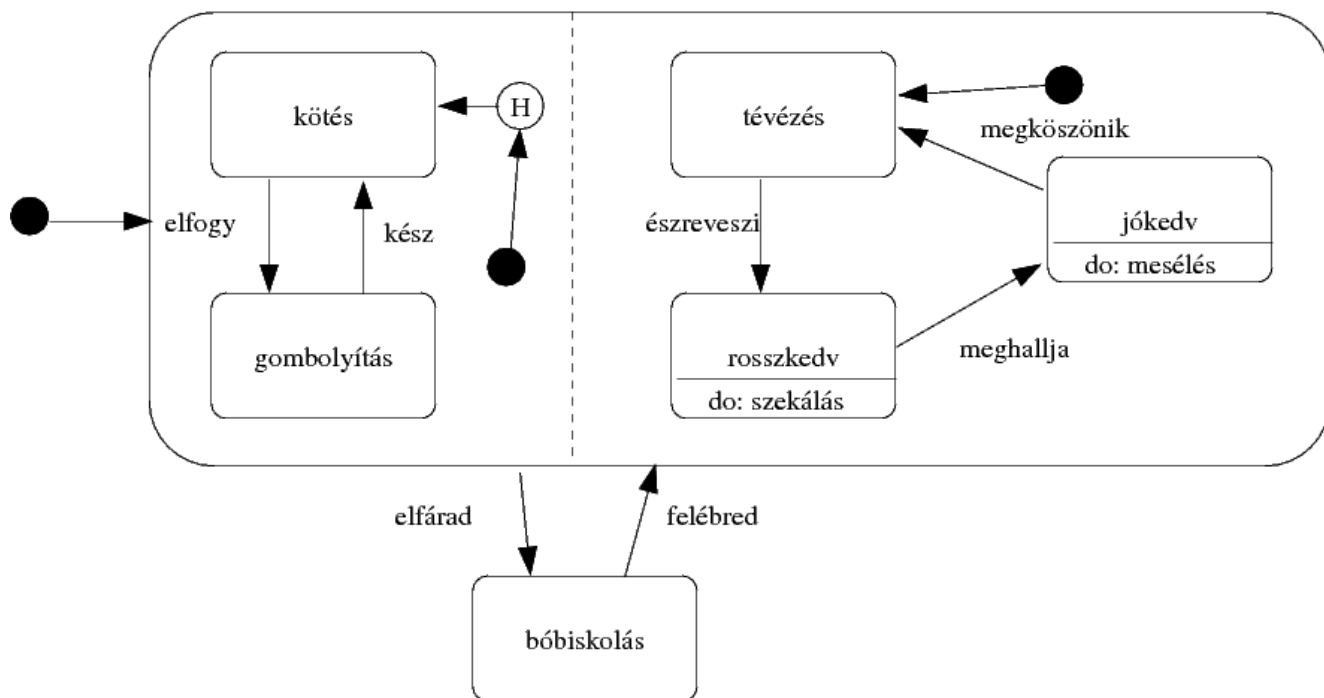 kötés
H
tévézés
megköszönik
elfogy
kész
észreveszi
jókedv
do: mesélés
gombolyítás
rosszkedv
do: szekálás
meghallja
elfárad
felébred
bóbiskolás